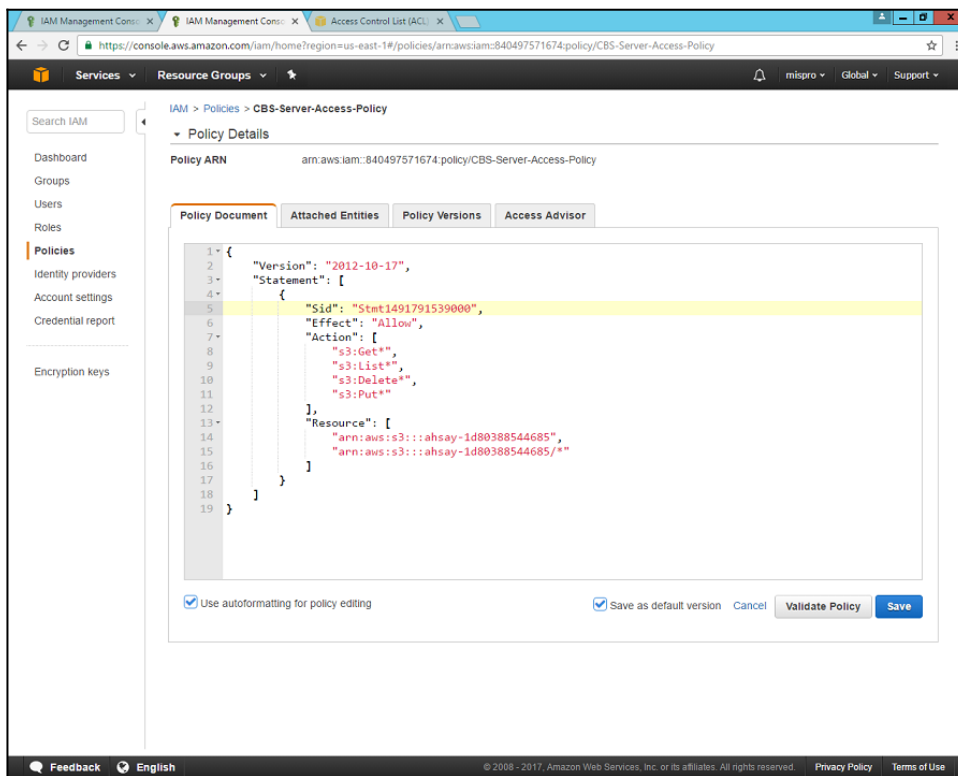 IAM Management Conso
IAM Management Conso
Access Control List (ACL)
https://console.aws.amazon.com/iam/home?region=us-east-1#/policies/arn:aws:iam::840497571674:policy/CBS-Server-Access-Policy
Services
Resource Groups
mispro
Global
Support
Search IAM
Dashboard
Groups
Users
Roles
Policies
Identity providers
Account settings
Credential report
Encryption keys
IAM > Policies > CBS-Server-Access-Policy
Policy Details
Policy ARN arn:aws:iam::840497571674:policy/CBS-Server-Access-Policy
Policy Document Attached Entities Policy Versions Access Advisor
1 {
2 "Version": "2012-10-17",
3 "Statement": [
4 {
5 "Sid": "Stmt1491791539000",
6 "Effect": "Allow",
7 "Action": [
8 "s3:Get*",
9 "s3:List*",
10 "s3:Delete*",
11 "s3:Put*"
12 ],
13 "Resource": [
14 "arn:aws:s3:::ahsay-1d80388544685",
15 "arn:aws:s3:::ahsay-1d80388544685/*"
16 ]
17 }
18 ]
19 }
Use autoformatting for policy editing
Save as default version Cancel Validate Policy Save
Feedback English
© 2008 - 2017, Amazon Web Services, Inc. or its affiliates. All rights reserved. Privacy Policy Terms of Use